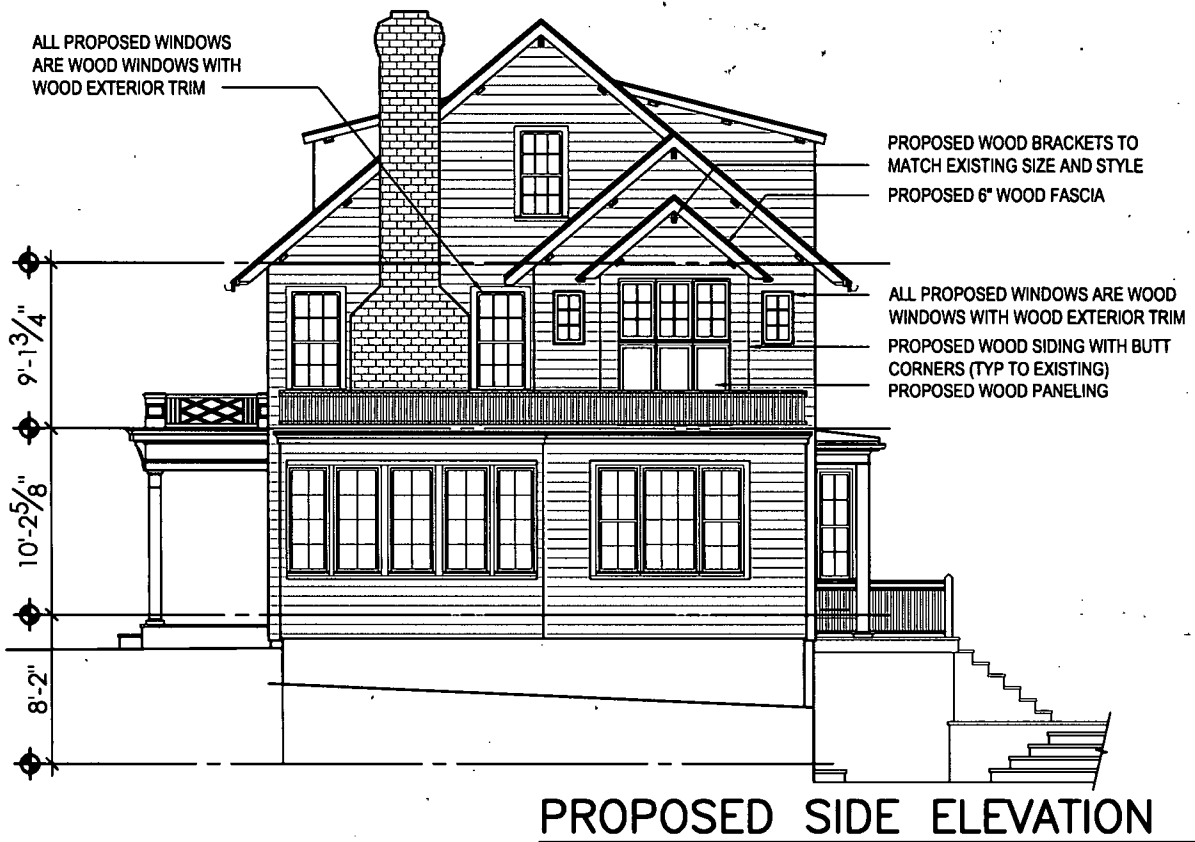 ALL PROPOSED WINDOWS
ARE WOOD WINDOWS WITH
WOOD EXTERIOR TRIM
PROPOSED WOOD BRACKETS TO
MATCH EXISTING SIZE AND STYLE
PROPOSED 6" WOOD FASCIA
ALL PROPOSED WINDOWS ARE WOOD
WINDOWS WITH WOOD EXTERIOR TRIM
PROPOSED WOOD SIDING WITH BUTT
CORNERS (TYP TO EXISTING)
PROPOSED WOOD PANELING
9'-1 3/4"
10'-2 5/8"
8'-2"
PROPOSED SIDE ELEVATION